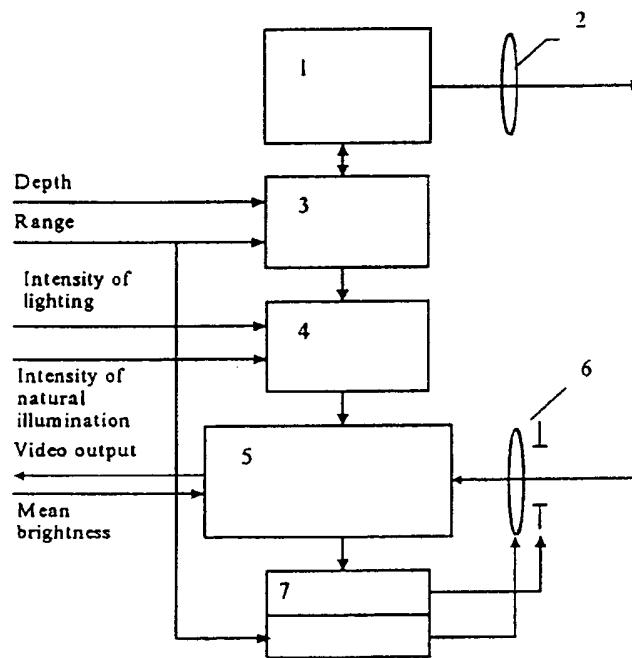 2
1
Depth
3
Range
Intensity of
lighting
4
6
Intensity of
natural
illumination
Video output
5
Mean
brightness
7